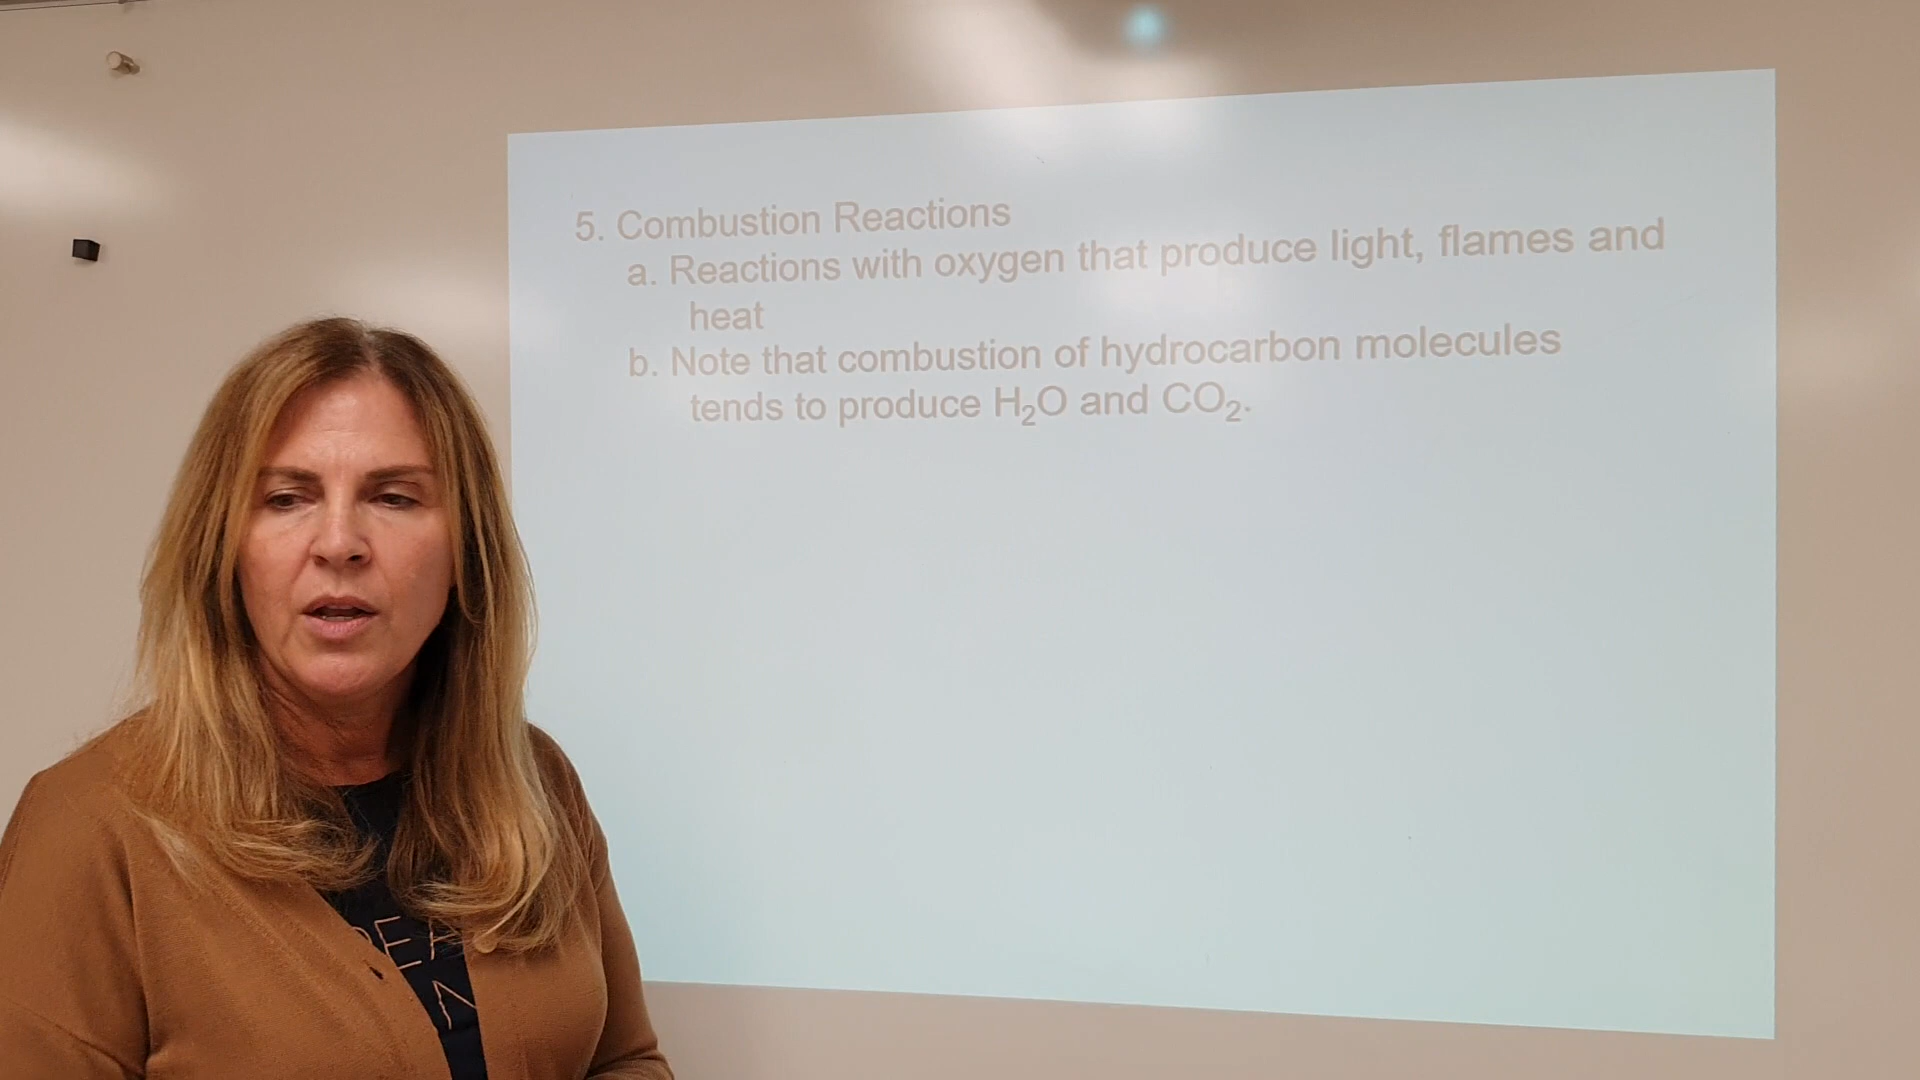 5. Combustion Reactions
a. Reactions with oxygen that produce light, flames and
heat
b. Note that combustion of hydrocarbon molecules
tends to produce H₂O and CO₂.